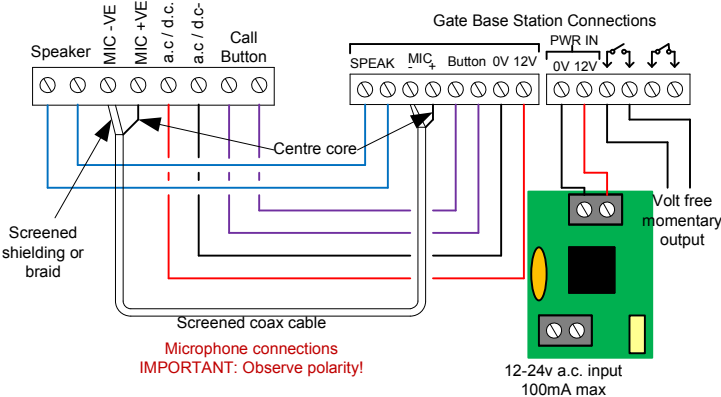 Gate Base Station Connections
Speaker
MIC -VE
MIC +VE
a.c / d.c.
a.c / d.c-
Call
Button
SPEAK
MIC
- +
Button
0V
12V
PWR IN
0V 12V
Centre core
Screened
shielding or
braid
Volt free
momentary
output
Screened coax cable
Microphone connections
IMPORTANT: Observe polarity!
12-24v a.c. input
100mA max